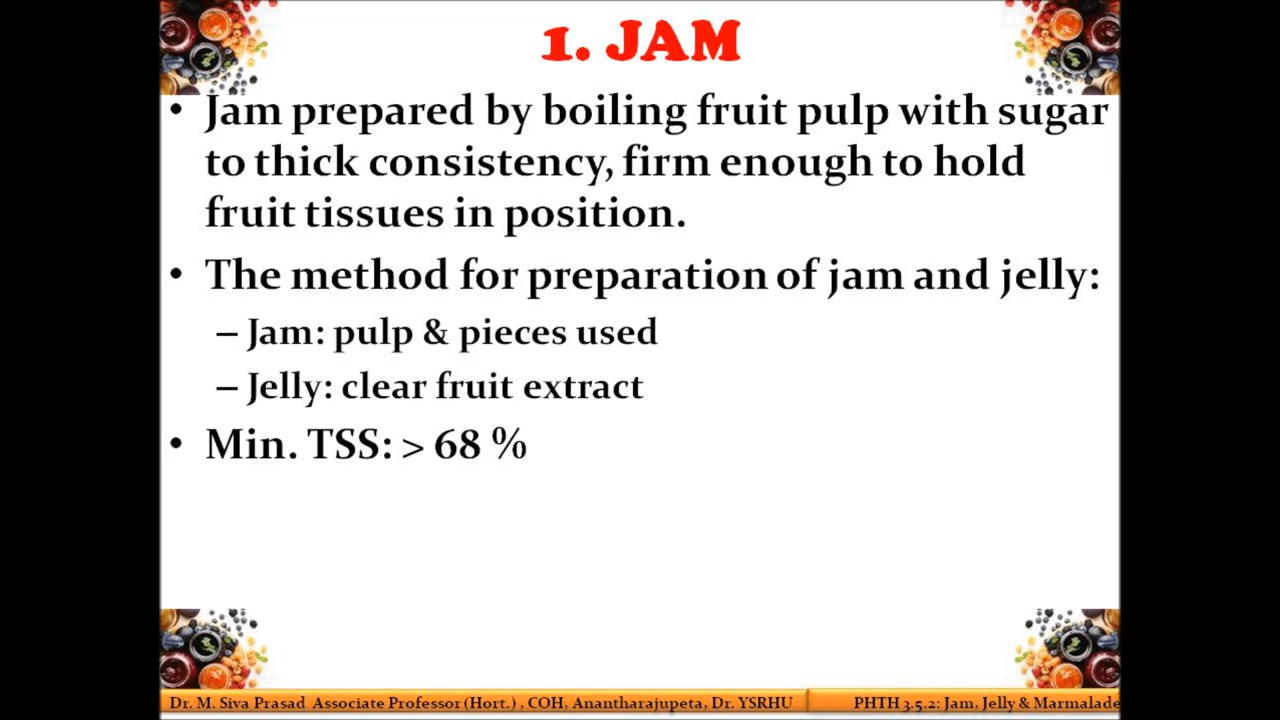 1. JAM
• Jam prepared by boiling fruit pulp with sugar
to thick consistency, firm enough to hold
fruit tissues in position.
• The method for preparation of jam and jelly:
– Jam: pulp & pieces used
– Jelly: clear fruit extract
• Min. TSS: > 68 %
Dr. M. Siva Prasad Associate Professor (Hort.) , COH, Anantharajupeta, Dr. YSRHU
PHTH 3.5.2: Jam, Jelly & Marmalade